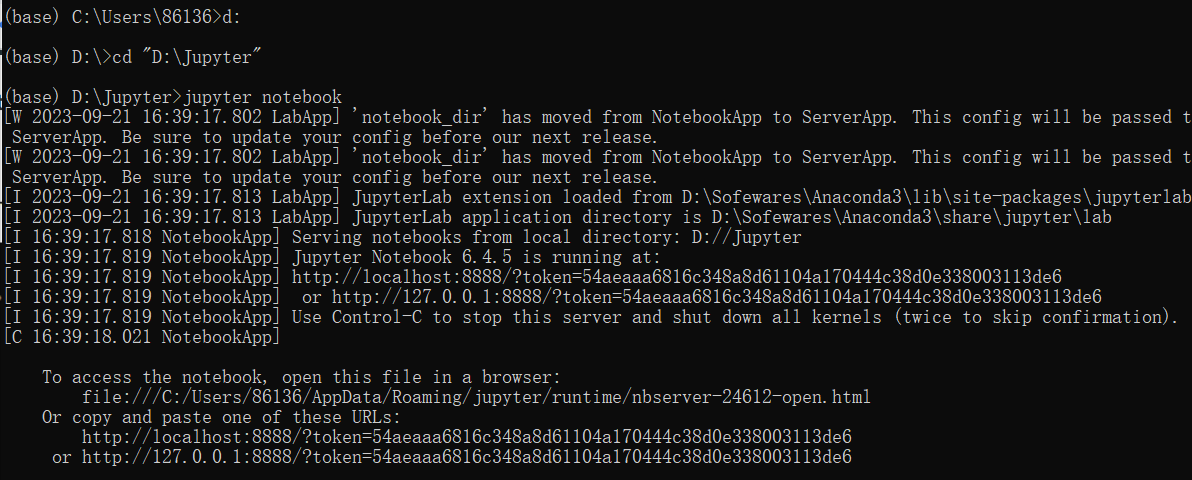 (base) C:\Users\86136>d:
(base) D:\>cd "D:\Jupyter"
(base) D:\Jupyter>jupyter notebook
[W 2023-09-21 16:39:17.802 LabApp] 'notebook_dir' has moved from NotebookApp to ServerApp. This config will be passed t
ServerApp. Be sure to update your config before our next release.
[W 2023-09-21 16:39:17.802 LabApp] 'notebook_dir' has moved from NotebookApp to ServerApp. This config will be passed t
ServerApp. Be sure to update your config before our next release.
[I 2023-09-21 16:39:17.813 LabApp] JupyterLab extension loaded from D:\Sofewares\Anaconda3\lib\site-packages\jupyterlab
[I 2023-09-21 16:39:17.813 LabApp] JupyterLab application directory is D:\Sofewares\Anaconda3\share\jupyter\lab
[I 16:39:17.818 NotebookApp] Serving notebooks from local directory: D://Jupyter
[I 16:39:17.819 NotebookApp] Jupyter Notebook 6.4.5 is running at:
[I 16:39:17.819 NotebookApp] http://localhost:8888/?token=54aeaaa6816c348a8d61104a170444c38d0e338003113de6
[I 16:39:17.819 NotebookApp]  or http://127.0.0.1:8888/?token=54aeaaa6816c348a8d61104a170444c38d0e338003113de6
[I 16:39:17.819 NotebookApp] Use Control-C to stop this server and shut down all kernels (twice to skip confirmation).
[C 16:39:18.021 NotebookApp]
To access the notebook, open this file in a browser:
file:///C:/Users/86136/AppData/Roaming/jupyter/runtime/nbserver-24612-open.html
Or copy and paste one of these URLs:
http://localhost:8888/?token=54aeaaa6816c348a8d61104a170444c38d0e338003113de6
or http://127.0.0.1:8888/?token=54aeaaa6816c348a8d61104a170444c38d0e338003113de6